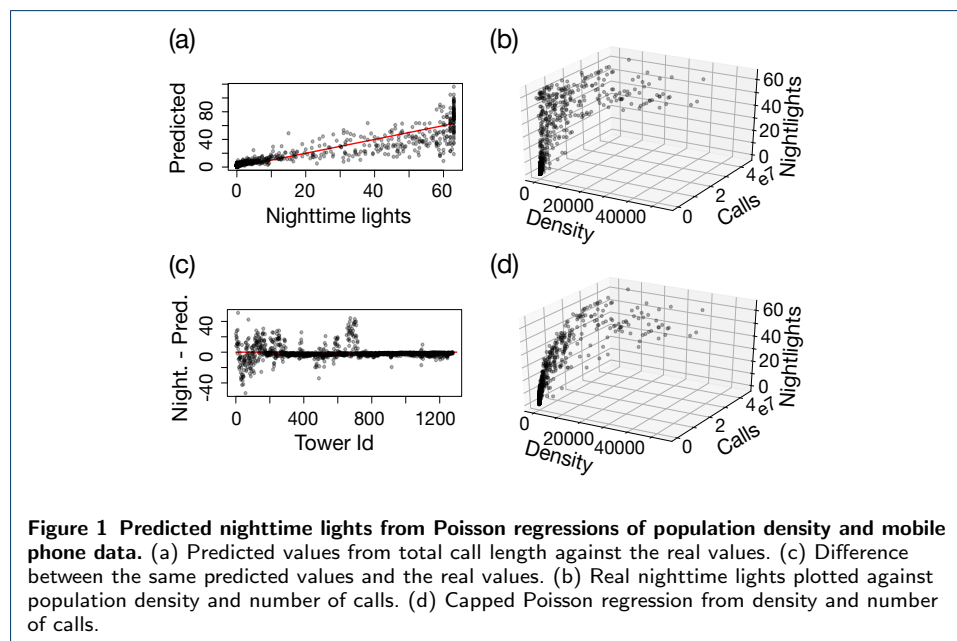 (a)
Predicted
0 40 80
0 20 40 60
Nighttime lights
(b)
Nightlights
0 20 40 60
Calls
0 2 4 e7
Density
0 20000 40000
(c)
Night. - Pred.
-40 0 40
0 400 800 1200
Tower Id
(d)
Nightlights
0 20 40 60
Calls
0 2 4 e7
Density
0 20000 40000
Figure 1 Predicted nighttime lights from Poisson regressions of population density and mobile
phone data. (a) Predicted values from total call length against the real values. (c) Difference
between the same predicted values and the real values. (b) Real nighttime lights plotted against
population density and number of calls. (d) Capped Poisson regression from density and number
of calls.